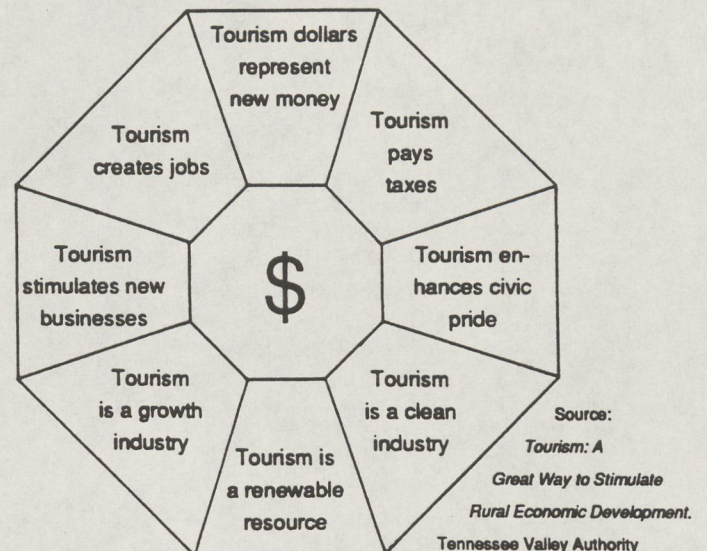 Tourism dollars
represent
new money
Tourism
pays
taxes
Tourism en-
hances civic
pride
Tourism
is a clean
industry
Tourism is
a renewable
resource
Tourism
is a growth
industry
Tourism
stimulates new
businesses
Tourism
creates jobs
$
Source:
Tourism: A
Great Way to Stimulate
Rural Economic Development.
Tennessee Valley Authority